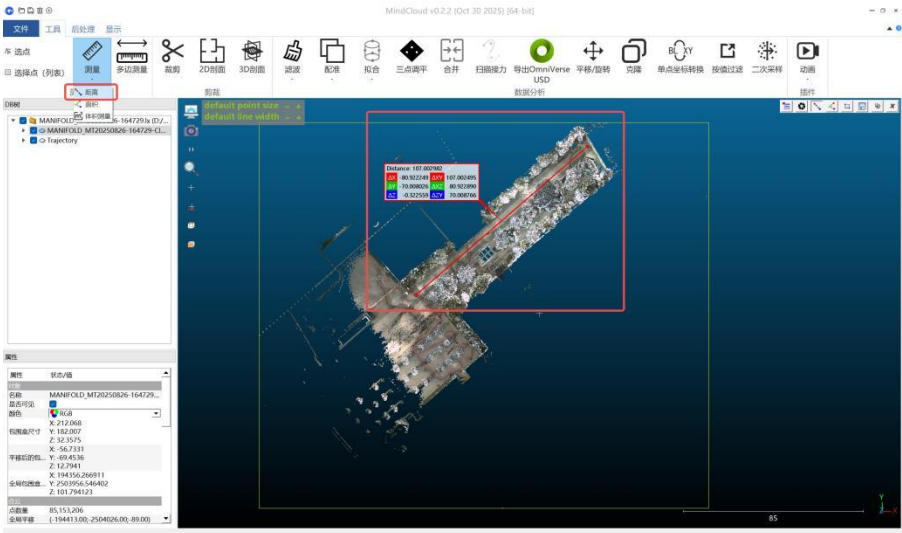 MindCloud v0.2.2 (Oct 30 2025) [64-bit]
文件 工具 后处理 显示
选点
选择点 (列表)
测量
多边测量
裁剪
2D剖面
3D剖面
滤波
配准
拟合
三点调平
合并
扫描接力
导出OmniVerse USD
平移/旋转
克隆
单点坐标转换
按值过滤
二次采样
动画
剪裁
数据分析
插件
距离
面积
体积测量
DB树
MANIFOLD_MT20250826-164729-Cl...
Trajectory
default point size - +
default line width - +
Distance: 107.002982
ΔX -80.922249 ΔXY 107.002495
ΔY -70.008026 ΔXZ 80.922890
ΔZ -0.322559 ΔZY 70.008766
属性
属性 状态/值
名称 MANIFOLD_MT20250826-164729...
是否可见
颜色 RGB
包围盒尺寸
X: 212.068
Y: 182.007
Z: 32.3575
平移后的包...
X: -56.7331
Y: -69.4536
Z: 12.7941
全局包围盒...
X: 194356.266911
Y: 2503956.546402
Z: 101.794123
点云
点数量 85,153,206
全局平移 (-194413.00;-2504026.00;-89.00)
85
Y
Z
X